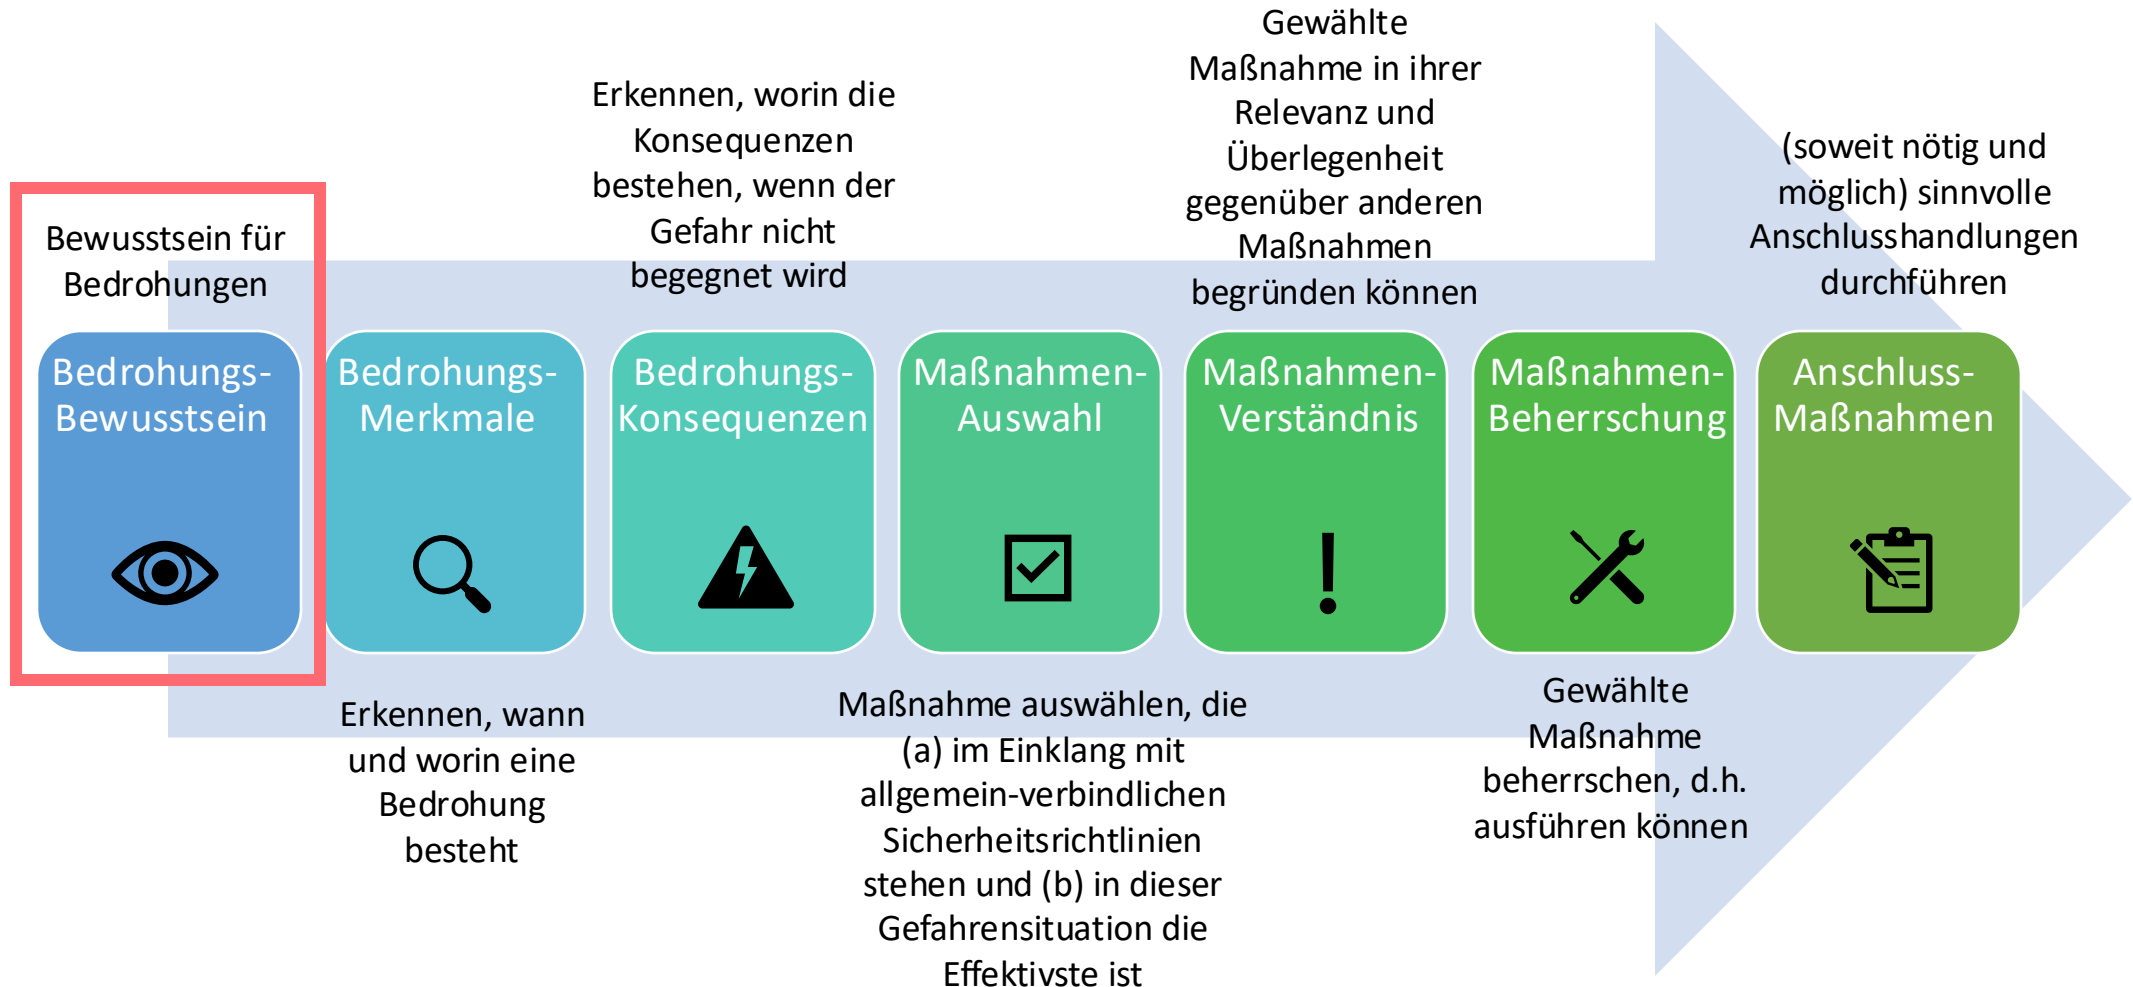 Bewusstsein für
Bedrohungen
Bedrohungs-
Bewusstsein
Bedrohungs-
Merkmale
Erkennen, wann
und worin eine
Bedrohung
besteht
Erkennen, worin die
Konsequenzen
bestehen, wenn der
Gefahr nicht
begegnet wird
Bedrohungs-
Konsequenzen
Maßnahmen-
Auswahl
Maßnahme auswählen, die
(a) im Einklang mit
allgemein-verbindlichen
Sicherheitsrichtlinien
stehen und (b) in dieser
Gefahrensituation die
Effektivste ist
Gewählte
Maßnahme in ihrer
Relevanz und
Überlegenheit
gegenüber anderen
Maßnahmen
begründen können
Maßnahmen-
Verständnis
Maßnahmen-
Beherrschung
Gewählte
Maßnahme
beherrschen, d.h.
ausführen können
(soweit nötig und
möglich) sinnvolle
Anschlusshandlungen
durchführen
Anschluss-
Maßnahmen